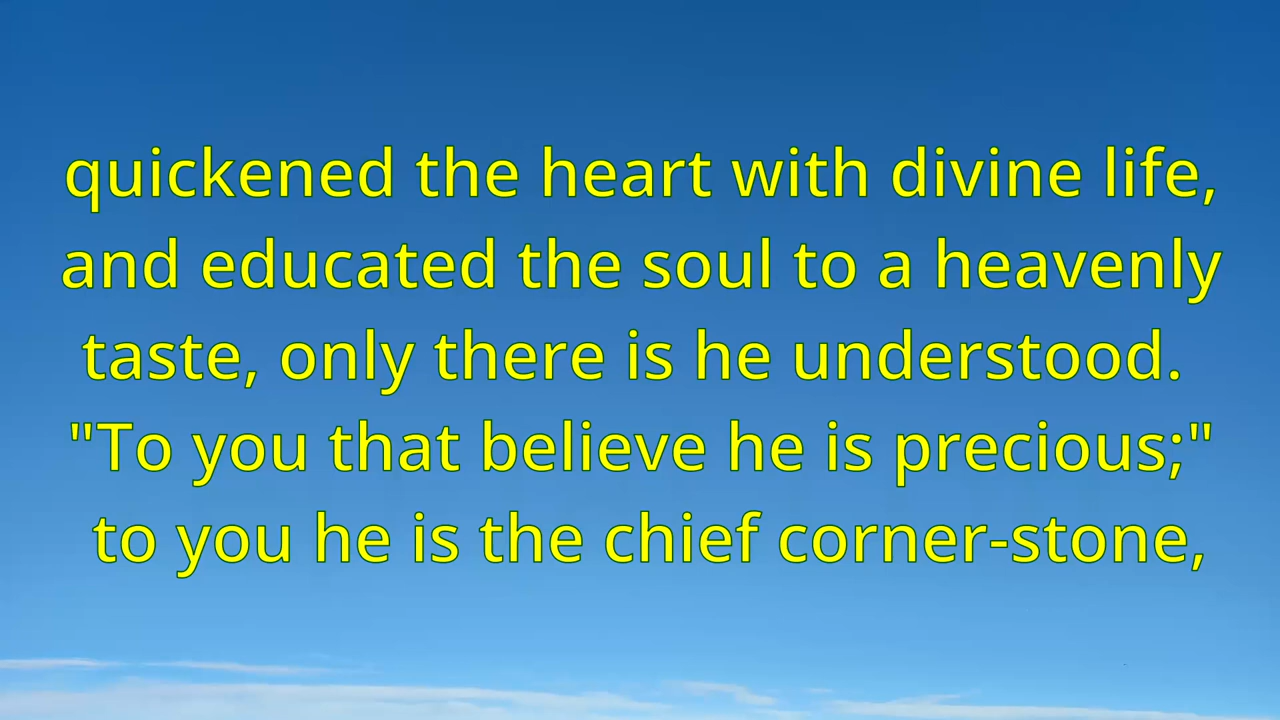 quickened the heart with divine life,
and educated the soul to a heavenly
taste, only there is he understood.
"To you that believe he is precious;"
to you he is the chief corner-stone,